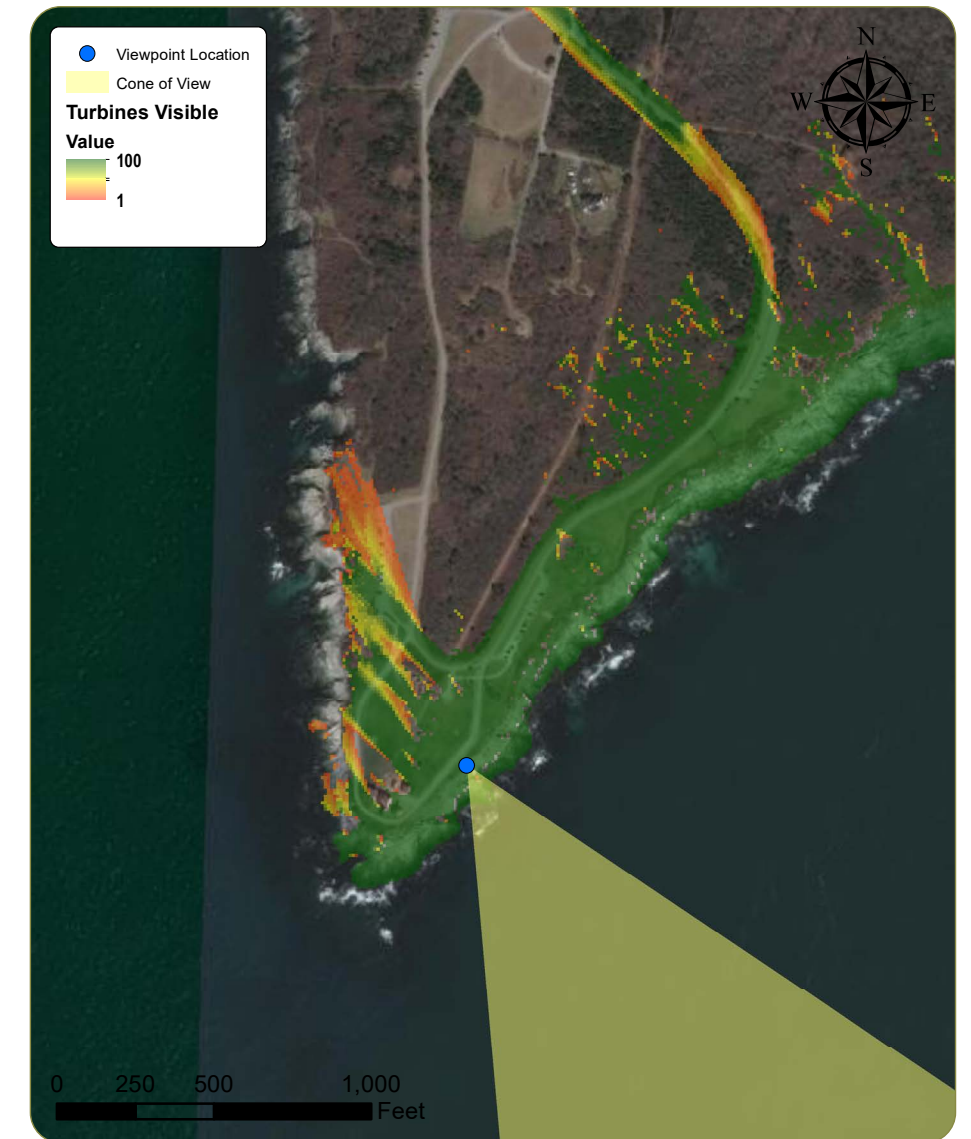 Viewpoint Location
Cone of View
Turbines Visible
Value
100
1
N
W E
S
0 250 500 1,000
Feet